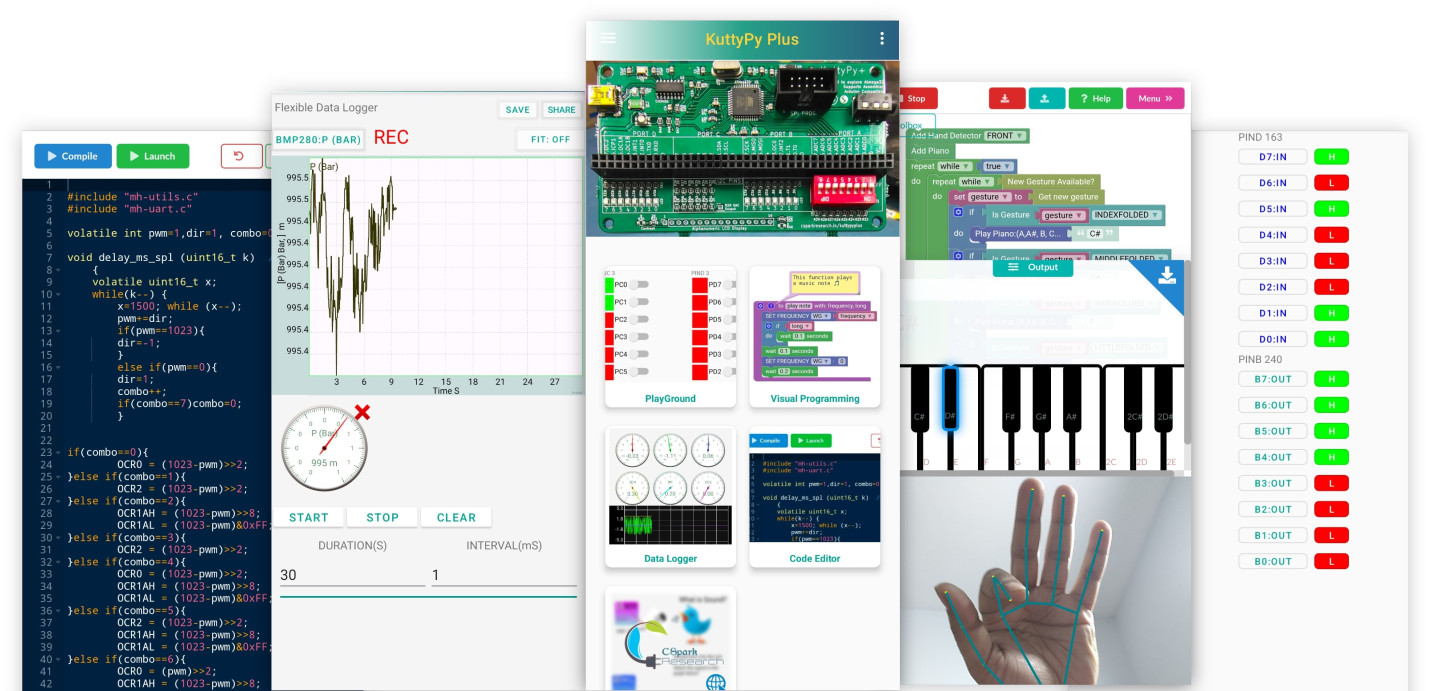 Compile
Launch
1
2 #include "mh-utils.c"
3 #include "mh-uart.c"
4
5 volatile int pwm=1,dir=1, combo=0
6
7 void delay_ms_spl (uint16_t k)
8 {
9 volatile uint16_t x;
10 while(k--) {
11 x=1500; while (x--);
12 pwm+=dir;
13 if(pwm==1023){
14 dir=-1;
15 }
16 else if(pwm==0){
17 dir=1;
18 combo++;
19 if(combo==7)combo=0;
20 }
21
22
23 if(combo==0){
24 OCR0 = (1023-pwm)>>2;
25 }else if(combo==1){
26 OCR2 = (1023-pwm)>>2;
27 }else if(combo==2){
28 OCR1AH = (1023-pwm)>>8;
29 OCR1AL = (1023-pwm)&0xFF;
30 }else if(combo==3){
31 OCR2 = (1023-pwm)>>2;
32 }else if(combo==4){
33 OCR0 = (1023-pwm)>>2;
34 OCR1AH = (1023-pwm)>>8;
35 OCR1AL = (1023-pwm)&0xFF;
36 }else if(combo==5){
37 OCR2 = (1023-pwm)>>2;
38 OCR1AH = (1023-pwm)>>8;
39 OCR1AL = (1023-pwm)&0xFF;
40 }else if(combo==6){
41 OCR0 = (pwm)>>2;
42 OCR1AH = (1023-pwm)>>8;
Flexible Data Logger
SAVE
SHARE
BMP280:P (BAR)
REC
FIT: OFF
P (Bar)
[P (Bar) Bar,] m
995.5
995.5
995.4
995.4
995.4
995.4
995.4
3 6 9 12 15 18 21 24 27
Time S
P (Bar)
995 m
START
STOP
CLEAR
DURATION(S)
INTERVAL(mS)
30
1
KuttyPy Plus
PORT D
PORT C
PORT B
PORT A
Alphanumeric LCD Display
csparkresearch.in/kuttypyplus
PC0
PC1
PC2
PC3
PC4
PC5
PIND 3
PD7
PD6
PD5
PD4
PD3
PD2
PlayGround
This function plays
a music note
to play note with: frequency, long
SET FREQUENCY WG frequency
if long
do wait 0.1 seconds
wait 0.1 seconds
SET FREQUENCY WG 0
wait 0.2 seconds
Visual Programming
Data Logger
Compile
Launch
#include "mh-utils.c"
#include "mh-uart.c"
volatile int pwm=1,dir=1, combo=0
void delay_ms_spl (uint16_t k)
{
volatile uint16_t x;
while(k--) {
x=1500; while (x--);
pwm+=dir;
if(pwm==1023){
Code Editor
What is Sound?
CSpark
Research
Stop
? Help
Menu
Add Hand Detector FRONT
Add Piano
repeat while true
do repeat while New Gesture Available?
do set gesture to Get new gesture
if Is Gesture gesture INDEXFOLDED
do Play Piano:(A,A#, B, C... C#
if Is Gesture gesture MIDDLEFOLDED
Output
C# D# F# G# A# 2C# 2D#
D E F G A B 2C 2D 2E
PIND 163
D7:IN H
D6:IN L
D5:IN H
D4:IN L
D3:IN L
D2:IN L
D1:IN H
D0:IN H
PINB 240
B7:OUT H
B6:OUT H
B5:OUT H
B4:OUT H
B3:OUT L
B2:OUT L
B1:OUT L
B0:OUT L